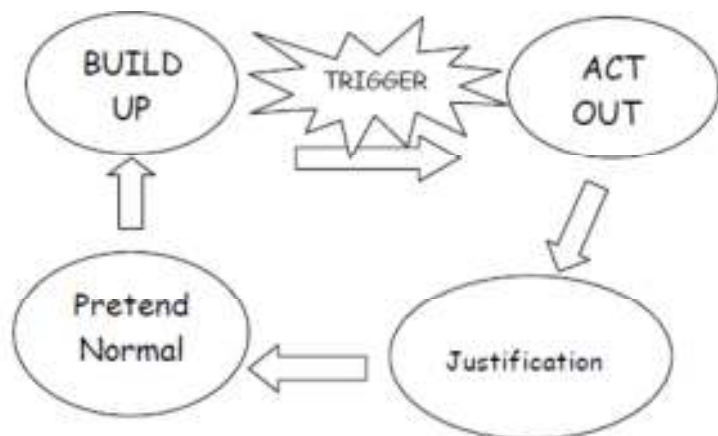 BUILD
UP
TRIGGER
ACT
OUT
Pretend
Normal
Justification